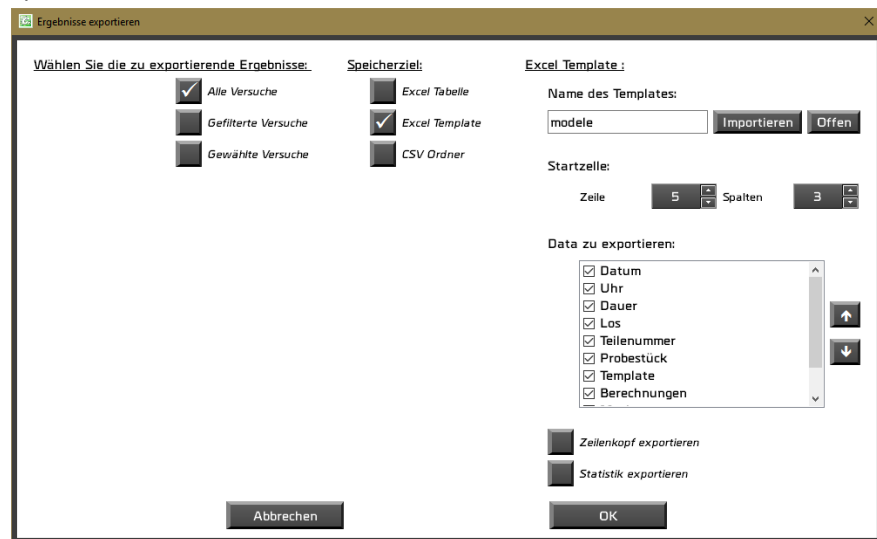 Ergebnisse exportieren
Wählen Sie die zu exportierende Ergebnisse:
Alle Versuche
Gefilterte Versuche
Gewählte Versuche
Speicherziel:
Excel Tabelle
Excel Template
CSV Ordner
Excel Template :
Name des Templates:
modele Importieren Offen
Startzelle:
Zeile 5 Spalten 3
Data zu exportieren:
Datum
Uhr
Dauer
Los
Teilenummer
Probestück
Template
Berechnungen
Zeilenkopf exportieren
Statistik exportieren
Abbrechen OK